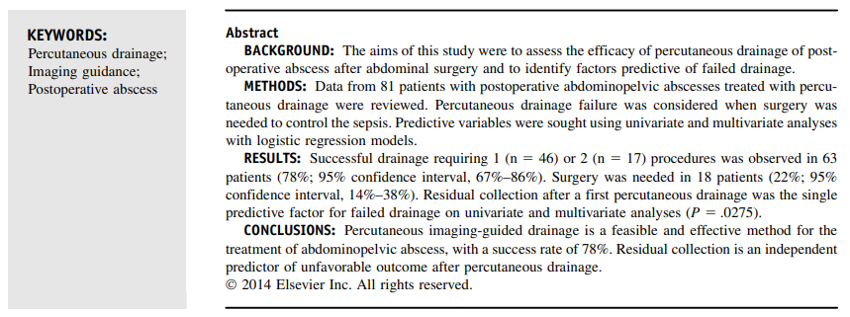 KEYWORDS:
Percutaneous drainage;
Imaging guidance;
Postoperative abscess
Abstract
BACKGROUND: The aims of this study were to assess the efficacy of percutaneous drainage of post-
operative abscess after abdominal surgery and to identify factors predictive of failed drainage.
METHODS: Data from 81 patients with postoperative abdominopelvic abscesses treated with percu-
taneous drainage were reviewed. Percutaneous drainage failure was considered when surgery was
needed to control the sepsis. Predictive variables were sought using univariate and multivariate analyses
with logistic regression models.
RESULTS: Successful drainage requiring 1 (n = 46) or 2 (n = 17) procedures was observed in 63
patients (78%; 95% confidence interval, 67%–86%). Surgery was needed in 18 patients (22%; 95%
confidence interval, 14%–38%). Residual collection after a first percutaneous drainage was the single
predictive factor for failed drainage on univariate and multivariate analyses (P = .0275).
CONCLUSIONS: Percutaneous imaging-guided drainage is a feasible and effective method for the
treatment of abdominopelvic abscess, with a success rate of 78%. Residual collection is an independent
predictor of unfavorable outcome after percutaneous drainage.
© 2014 Elsevier Inc. All rights reserved.